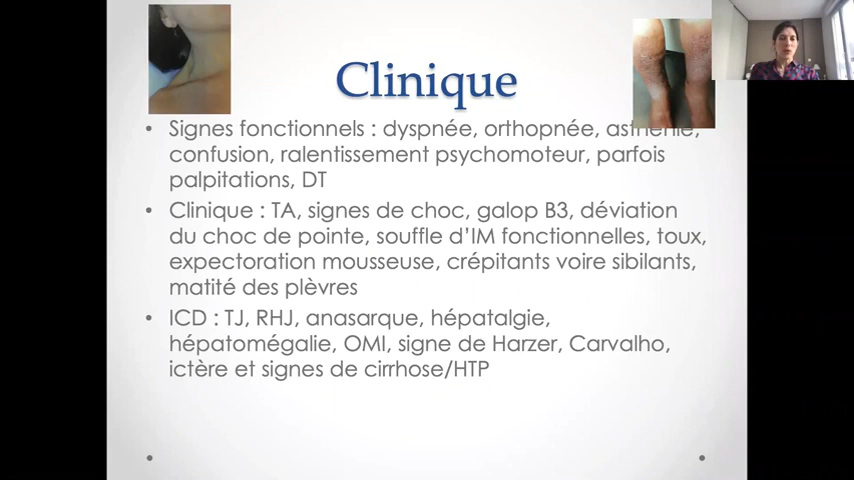 Clinique
• Signes fonctionnels : dyspnée, orthopnée, asthénie,
confusion, ralentissement psychomoteur, parfois
palpitations, DT
• Clinique : TA, signes de choc, galop B3, déviation
du choc de pointe, souffle d’IM fonctionnelles, toux,
expectoration mousseuse, crépitants voire sibilants,
matité des plèvres
• ICD : TJ, RHJ, anasarque, hépatalgie,
hépatomégalie, OMI, signe de Harzer, Carvalho,
ictère et signes de cirrhose/HTP